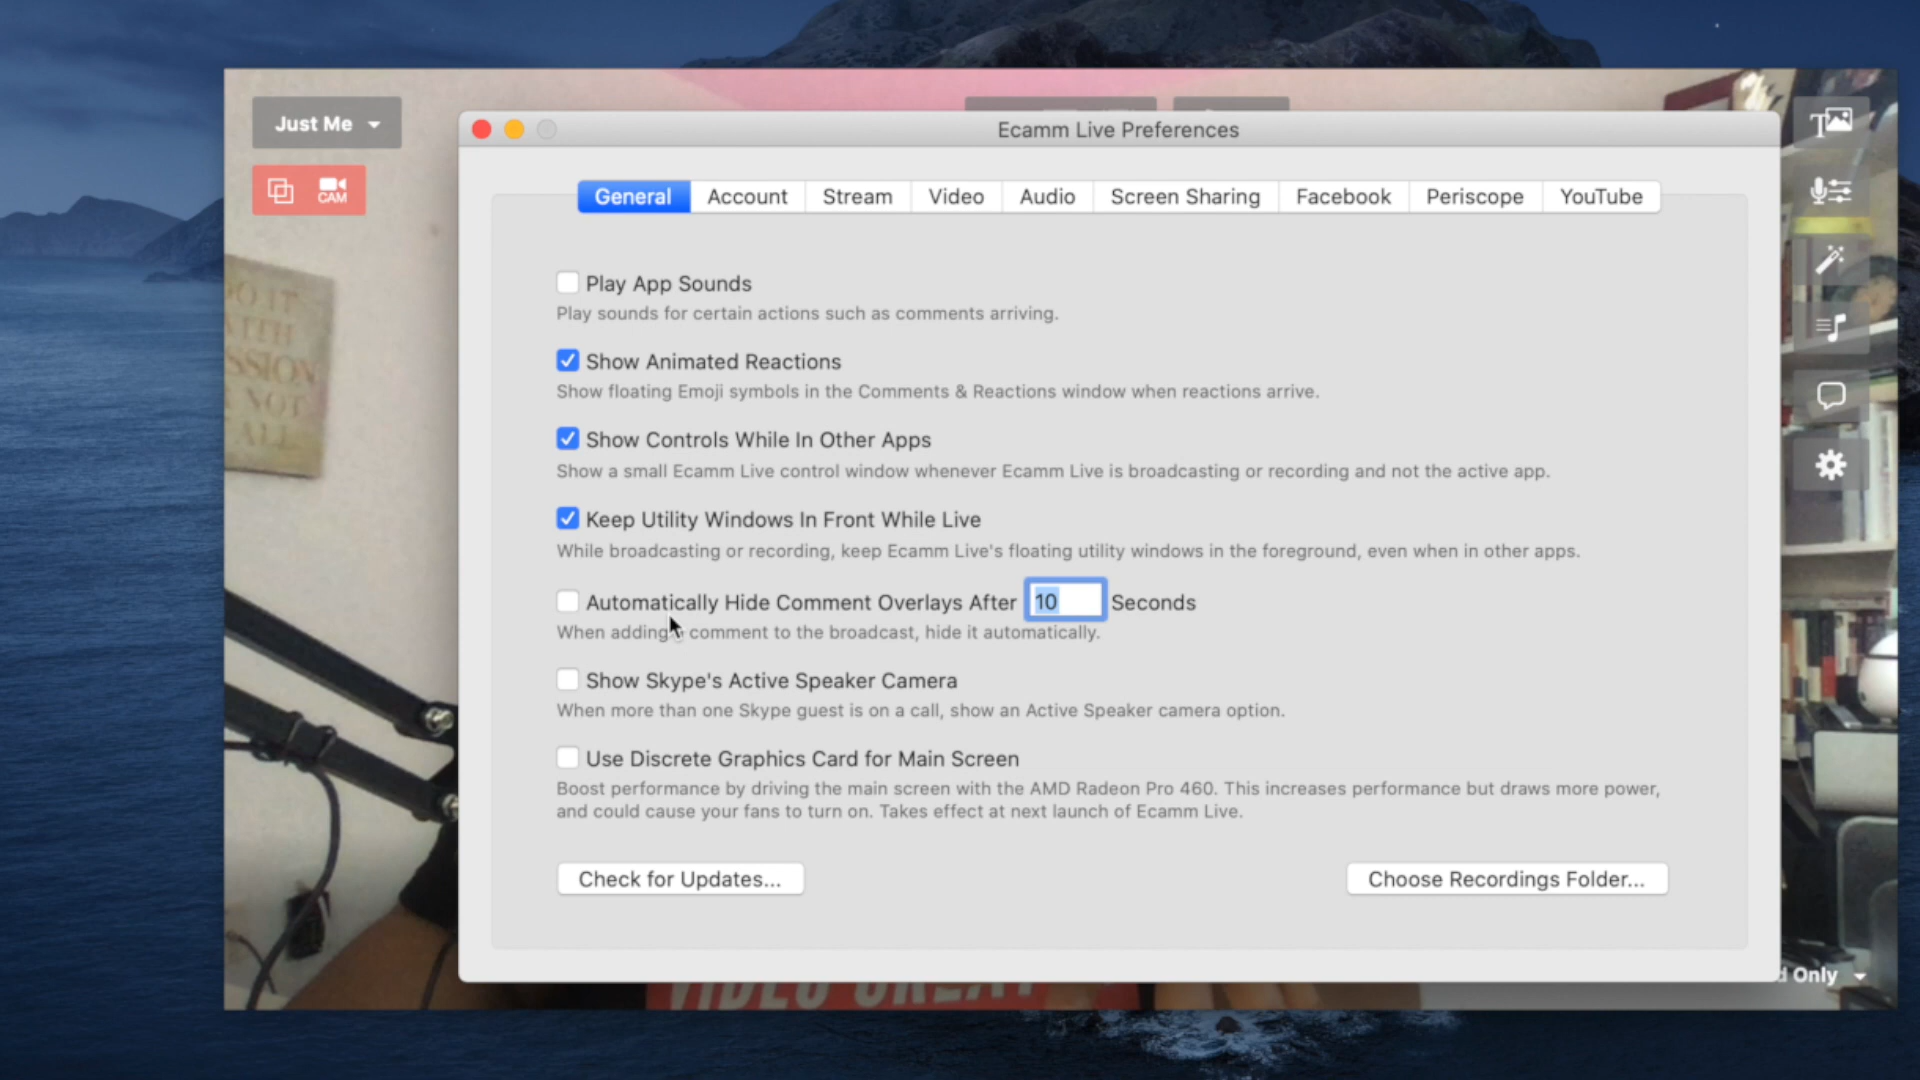 Just Me
CAM
Ecamm Live Preferences
General
Account
Stream
Video
Audio
Screen Sharing
Facebook
Periscope
YouTube
Play App Sounds
Play sounds for certain actions such as comments arriving.
Show Animated Reactions
Show floating Emoji symbols in the Comments & Reactions window when reactions arrive.
Show Controls While In Other Apps
Show a small Ecamm Live control window whenever Ecamm Live is broadcasting or recording and not the active app.
Keep Utility Windows In Front While Live
While broadcasting or recording, keep Ecamm Live's floating utility windows in the foreground, even when in other apps.
Automatically Hide Comment Overlays After 10 Seconds
When adding comment to the broadcast, hide it automatically.
Show Skype's Active Speaker Camera
When more than one Skype guest is on a call, show an Active Speaker camera option.
Use Discrete Graphics Card for Main Screen
Boost performance by driving the main screen with the AMD Radeon Pro 460. This increases performance but draws more power,
and could cause your fans to turn on. Takes effect at next launch of Ecamm Live.
Check for Updates...
Choose Recordings Folder...
Only
DO IT
WITH
SSION
NOT
ALL
VIDEO GREAT